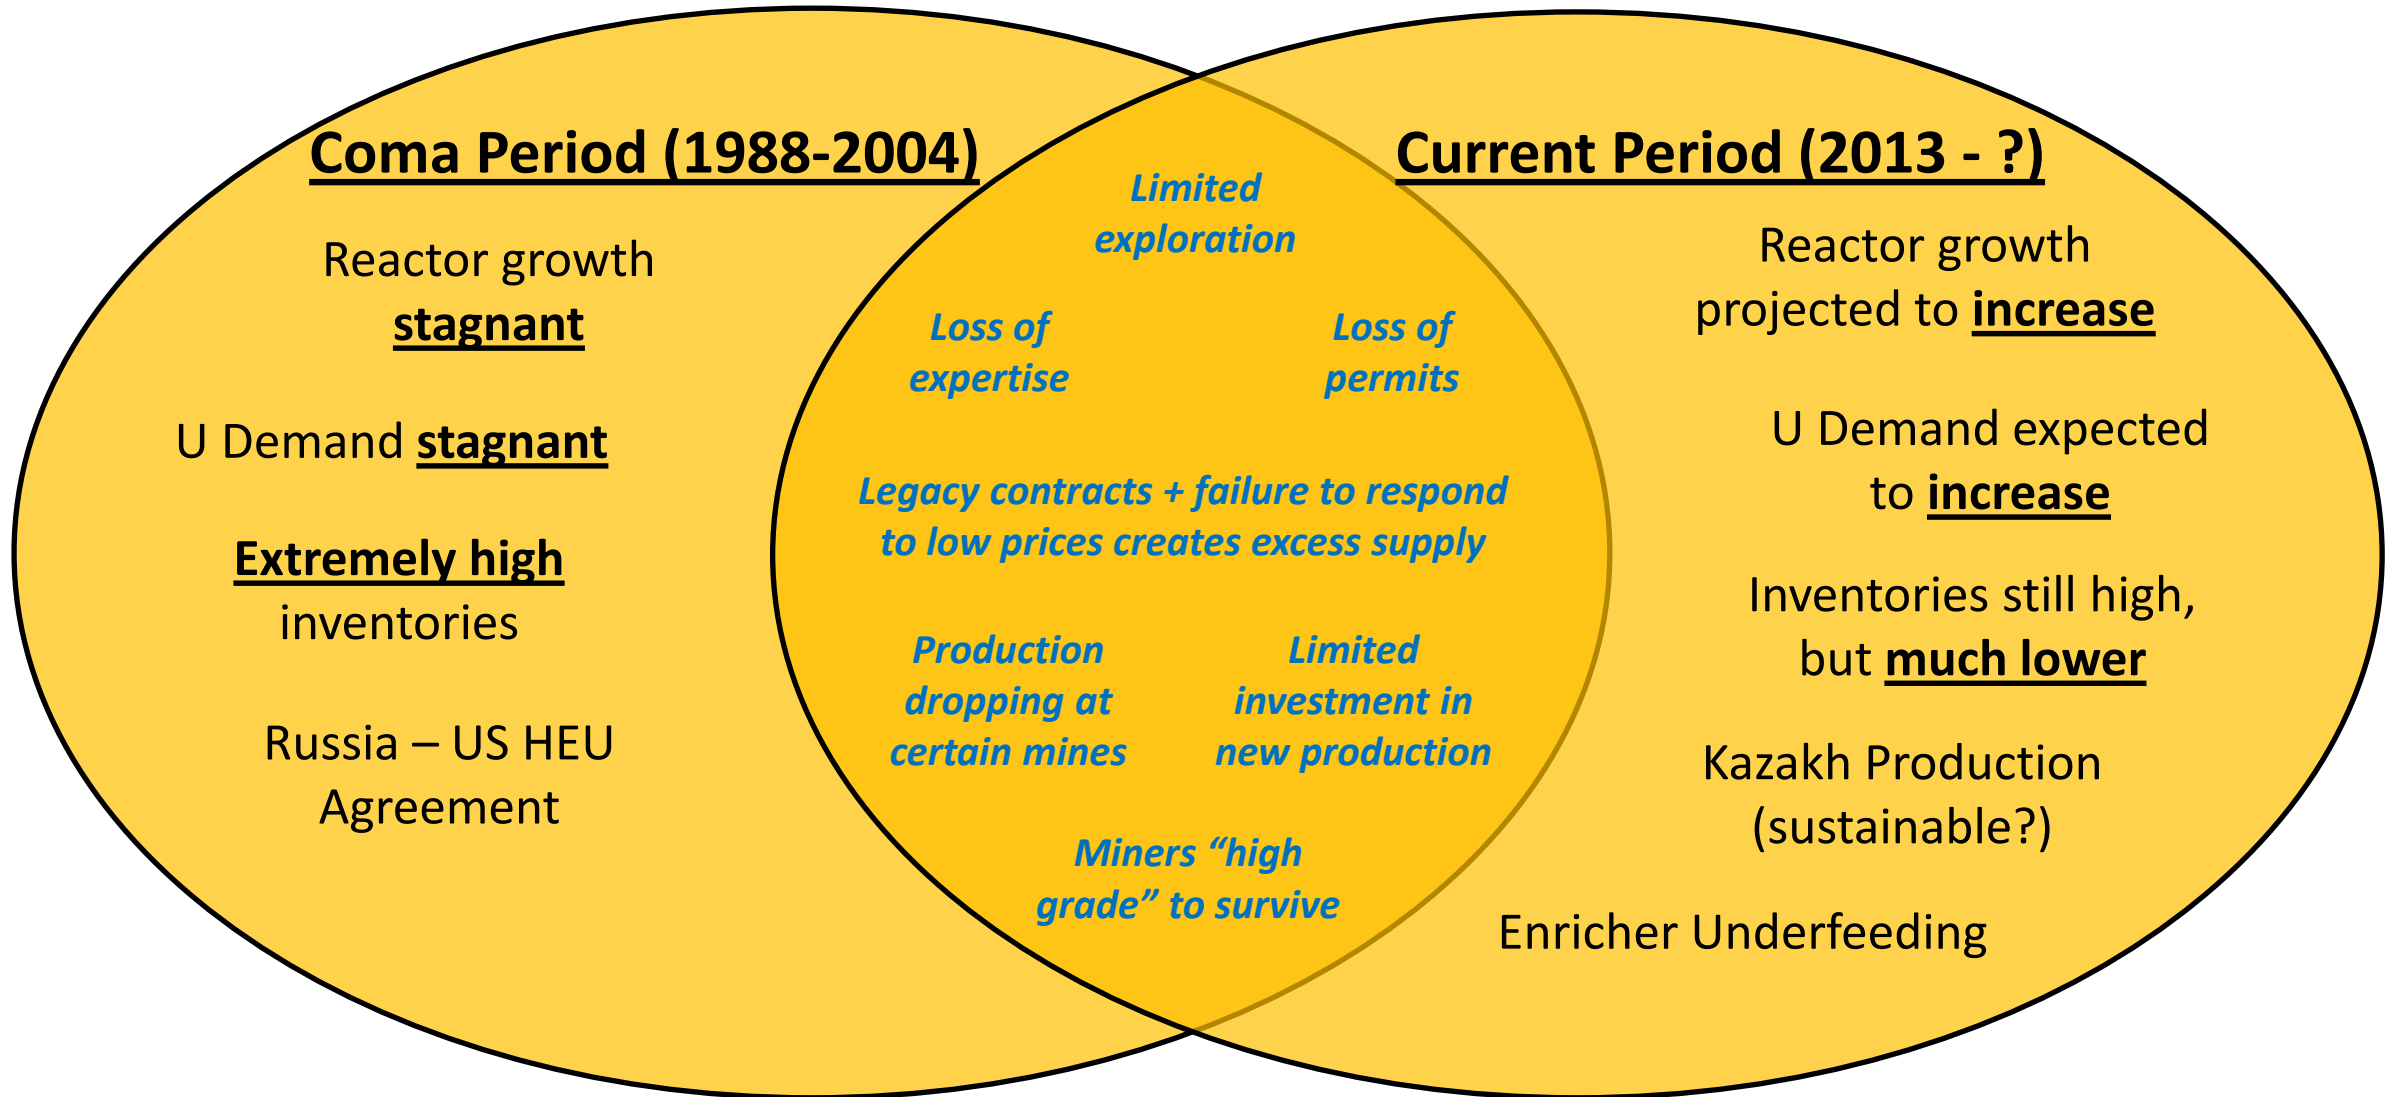 Coma Period (1988-2004)
Reactor growth
stagnant
U Demand stagnant
Extremely high
inventories
Russia – US HEU
Agreement
Limited
exploration
Loss of
expertise
Loss of
permits
Legacy contracts + failure to respond
to low prices creates excess supply
Production
dropping at
certain mines
Limited
investment in
new production
Miners “high
grade” to survive
Current Period (2013 - ?)
Reactor growth
projected to increase
U Demand expected
to increase
Inventories still high,
but much lower
Kazakh Production
(sustainable?)
Enricher Underfeeding